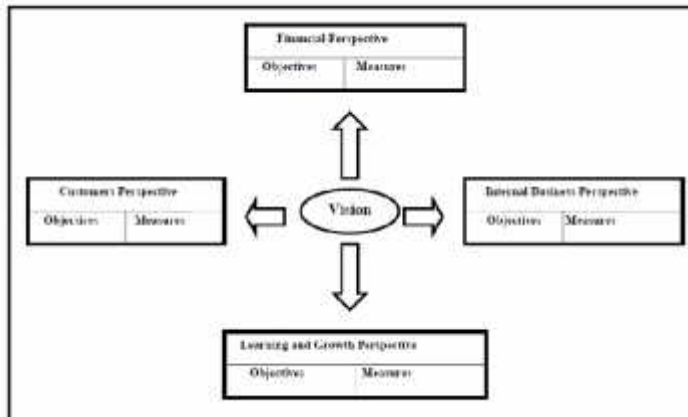 Financial Perspective
Objectives Measures
Customers Perspective
Objectives Measures
Vision
Internal Business Perspective
Objectives Measures
Learning and Growth Perspective
Objectives Measures